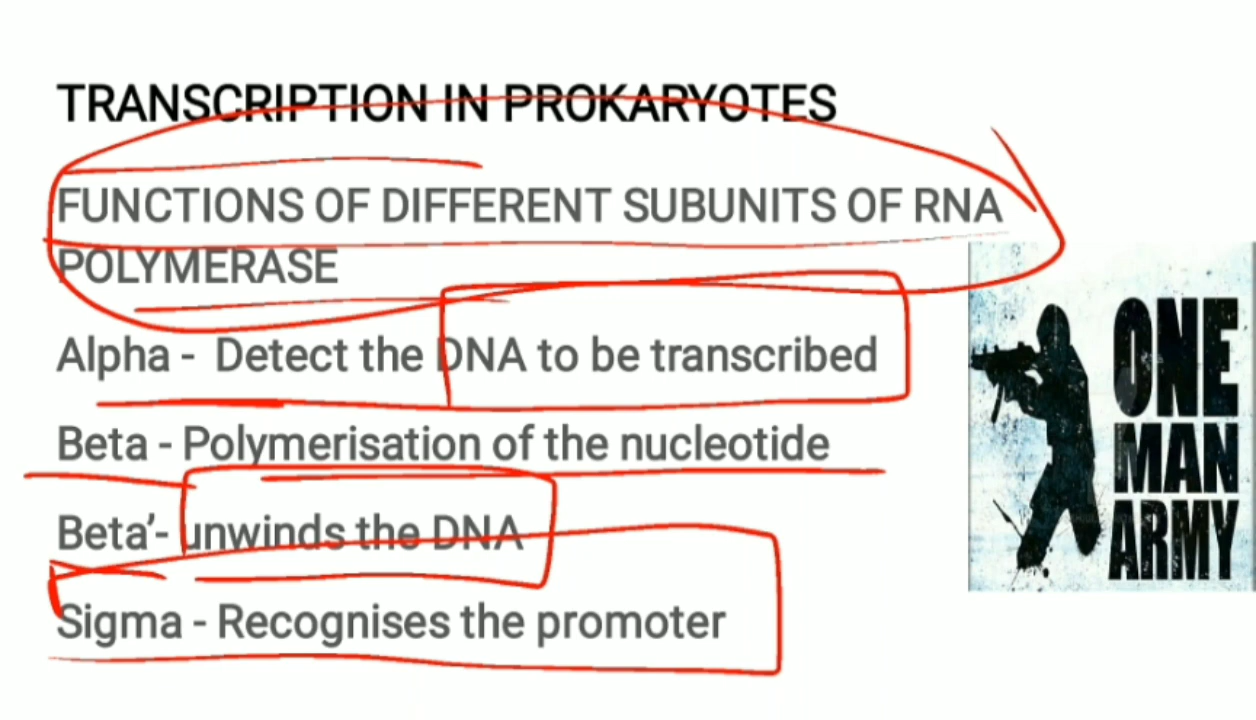 TRANSCRIPTION IN PROKARYOTES
FUNCTIONS OF DIFFERENT SUBUNITS OF RNA
POLYMERASE
Alpha - Detect the DNA to be transcribed
Beta - Polymerisation of the nucleotide
Beta’- unwinds the DNA
Sigma - Recognises the promoter
ONE
MAN
ARMY